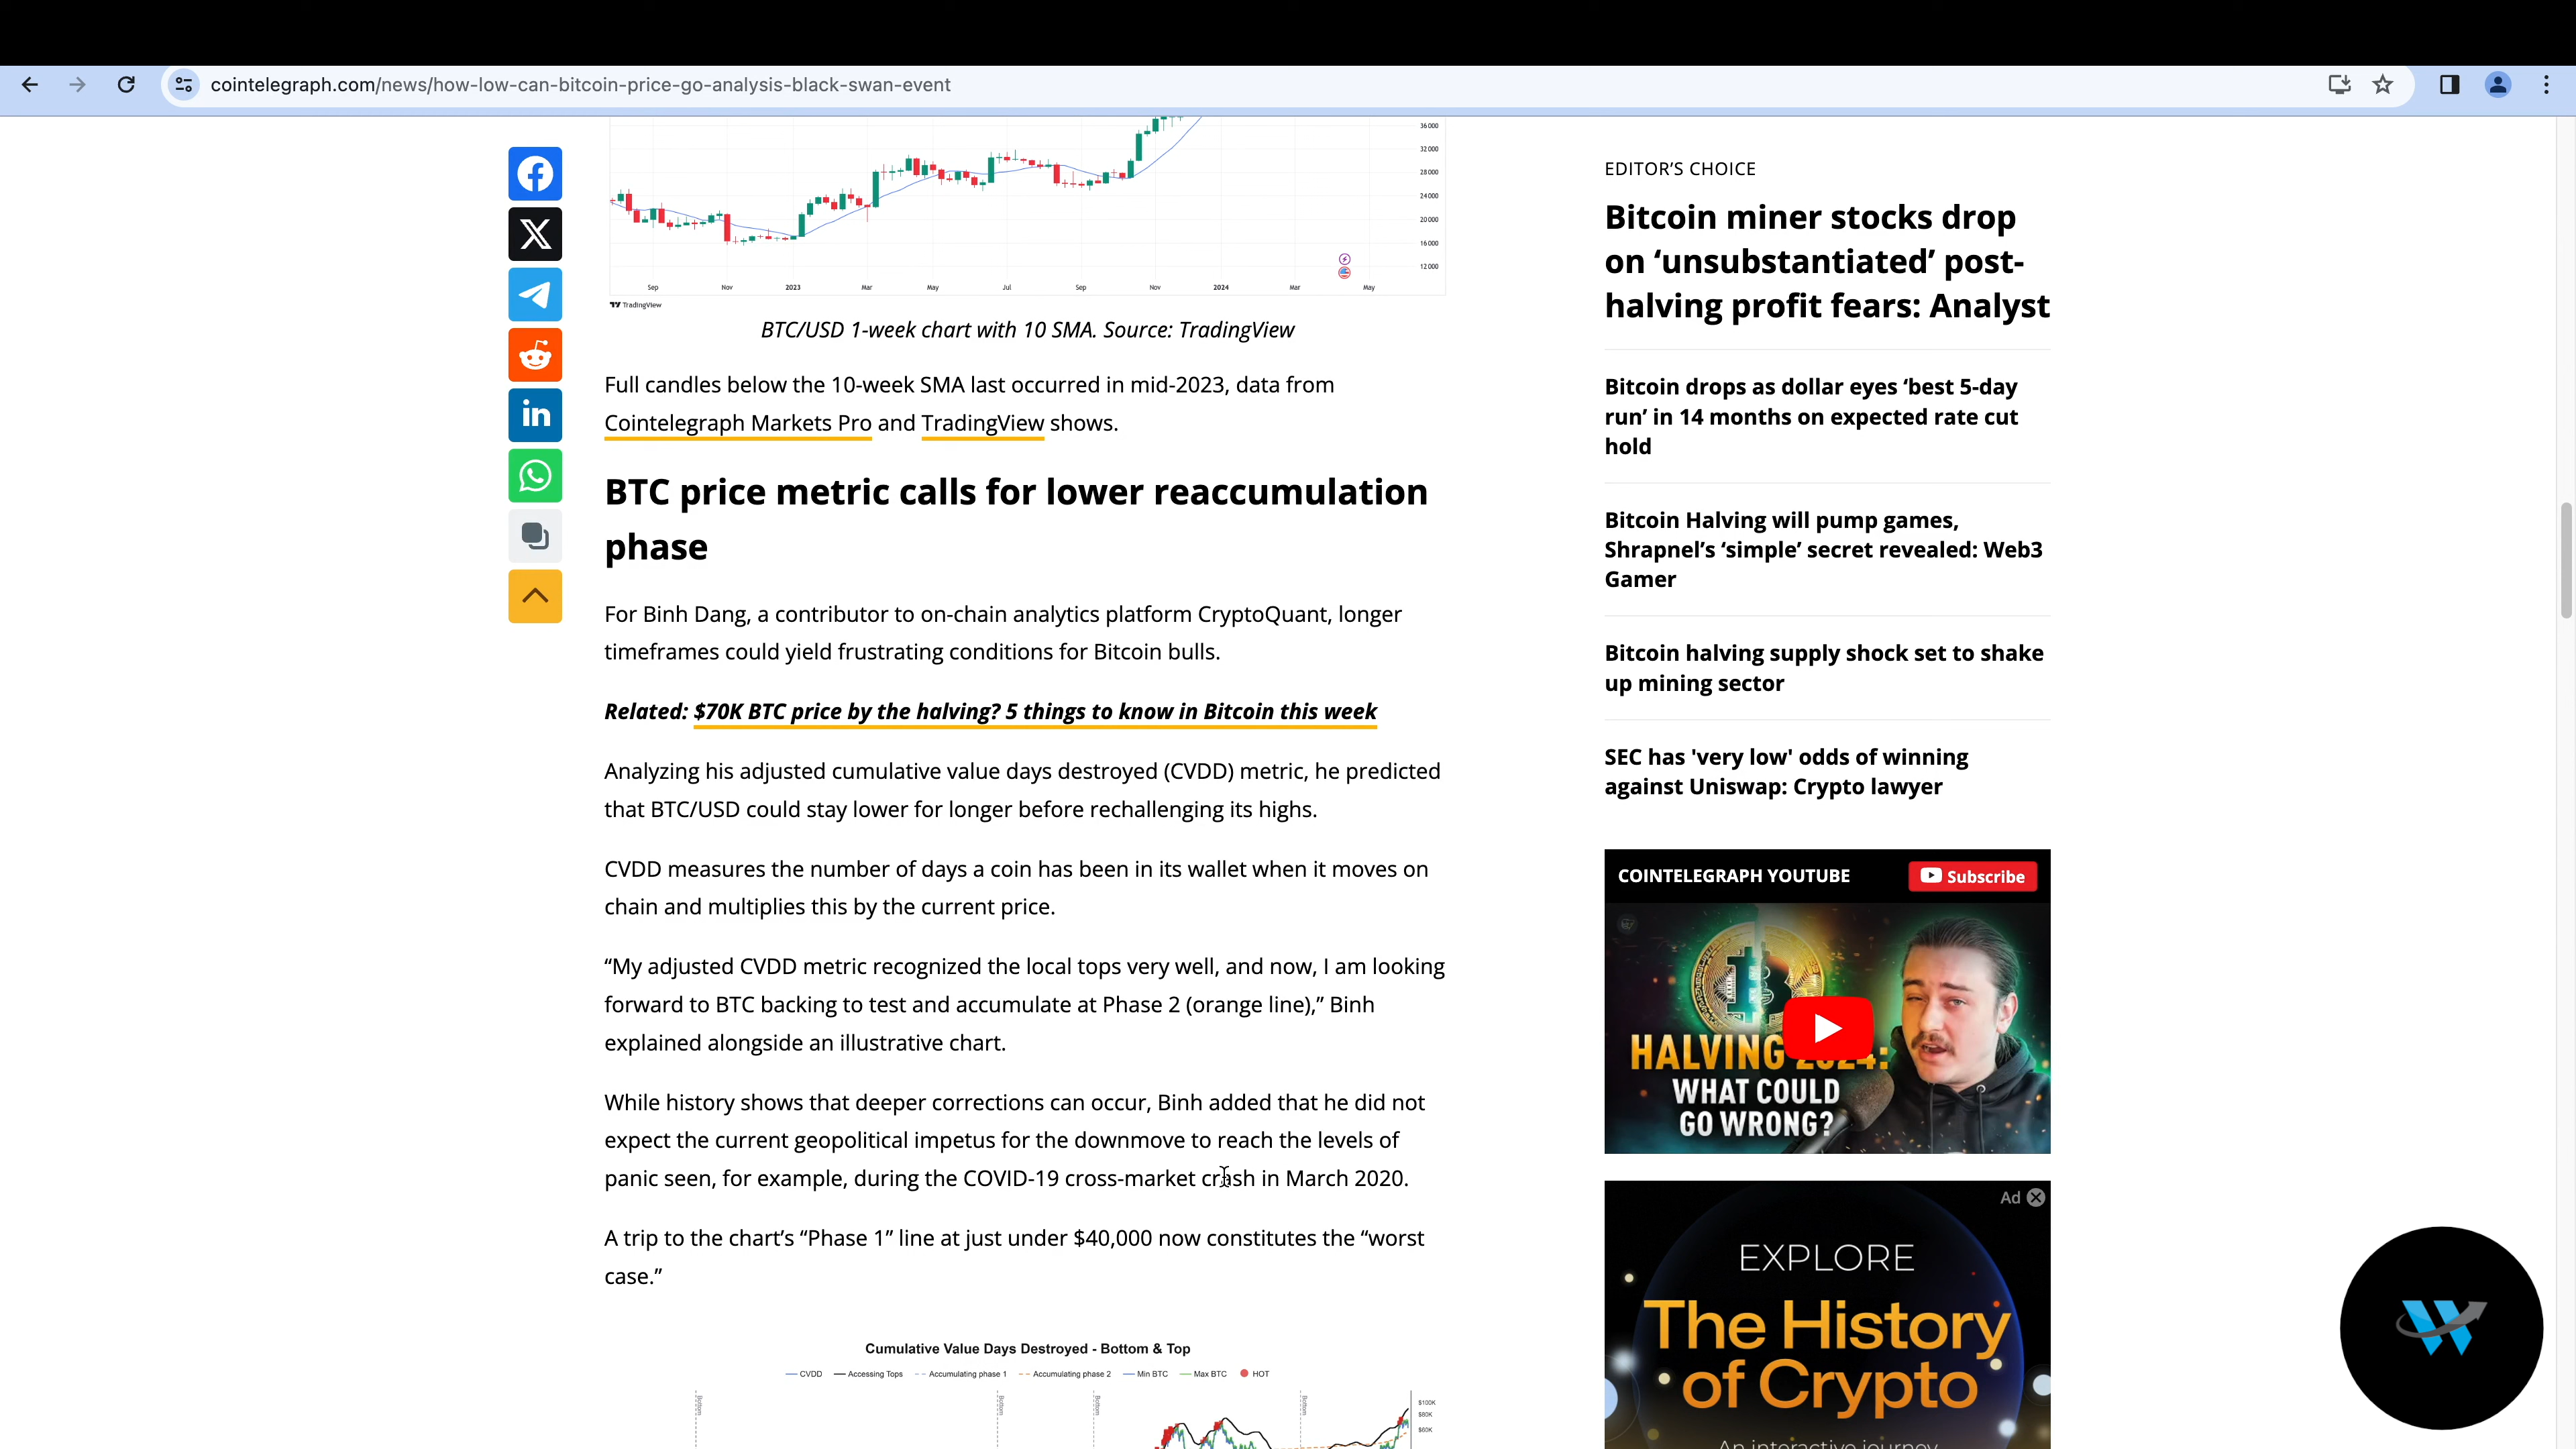 cointelegraph.com/news/how-low-can-bitcoin-price-go-analysis-black-swan-event
36000
32000
28000
24000
20000
16000
12000
Sep Nov 2023 Mar May Jul Sep Nov 2024 Mar May
TradingView
BTC/USD 1-week chart with 10 SMA. Source: TradingView
Full candles below the 10-week SMA last occurred in mid-2023, data from
Cointelegraph Markets Pro and TradingView shows.
BTC price metric calls for lower reaccumulation
phase
For Binh Dang, a contributor to on-chain analytics platform CryptoQuant, longer
timeframes could yield frustrating conditions for Bitcoin bulls.
Related: $70K BTC price by the halving? 5 things to know in Bitcoin this week
Analyzing his adjusted cumulative value days destroyed (CVDD) metric, he predicted
that BTC/USD could stay lower for longer before rechallenging its highs.
CVDD measures the number of days a coin has been in its wallet when it moves on
chain and multiplies this by the current price.
“My adjusted CVDD metric recognized the local tops very well, and now, I am looking
forward to BTC backing to test and accumulate at Phase 2 (orange line),” Binh
explained alongside an illustrative chart.
While history shows that deeper corrections can occur, Binh added that he did not
expect the current geopolitical impetus for the downmove to reach the levels of
panic seen, for example, during the COVID-19 cross-market crash in March 2020.
A trip to the chart’s “Phase 1” line at just under $40,000 now constitutes the “worst
case.”
Cumulative Value Days Destroyed - Bottom & Top
CVDD Accessing Tops Accumulating phase 1 Accumulating phase 2 Min BTC Max BTC HOT
Bottom
Bottom
Bottom
Bottom
$100K
$80K
$60K
EDITOR’S CHOICE
Bitcoin miner stocks drop
on ‘unsubstantiated’ post-
halving profit fears: Analyst
Bitcoin drops as dollar eyes ‘best 5-day
run’ in 14 months on expected rate cut
hold
Bitcoin Halving will pump games,
Shrapnel’s ‘simple’ secret revealed: Web3
Gamer
Bitcoin halving supply shock set to shake
up mining sector
SEC has 'very low' odds of winning
against Uniswap: Crypto lawyer
COINTELEGRAPH YOUTUBE
Subscribe
HALVING 2024:
WHAT COULD
GO WRONG?
Ad
EXPLORE
The History
of Crypto
An interactive journey